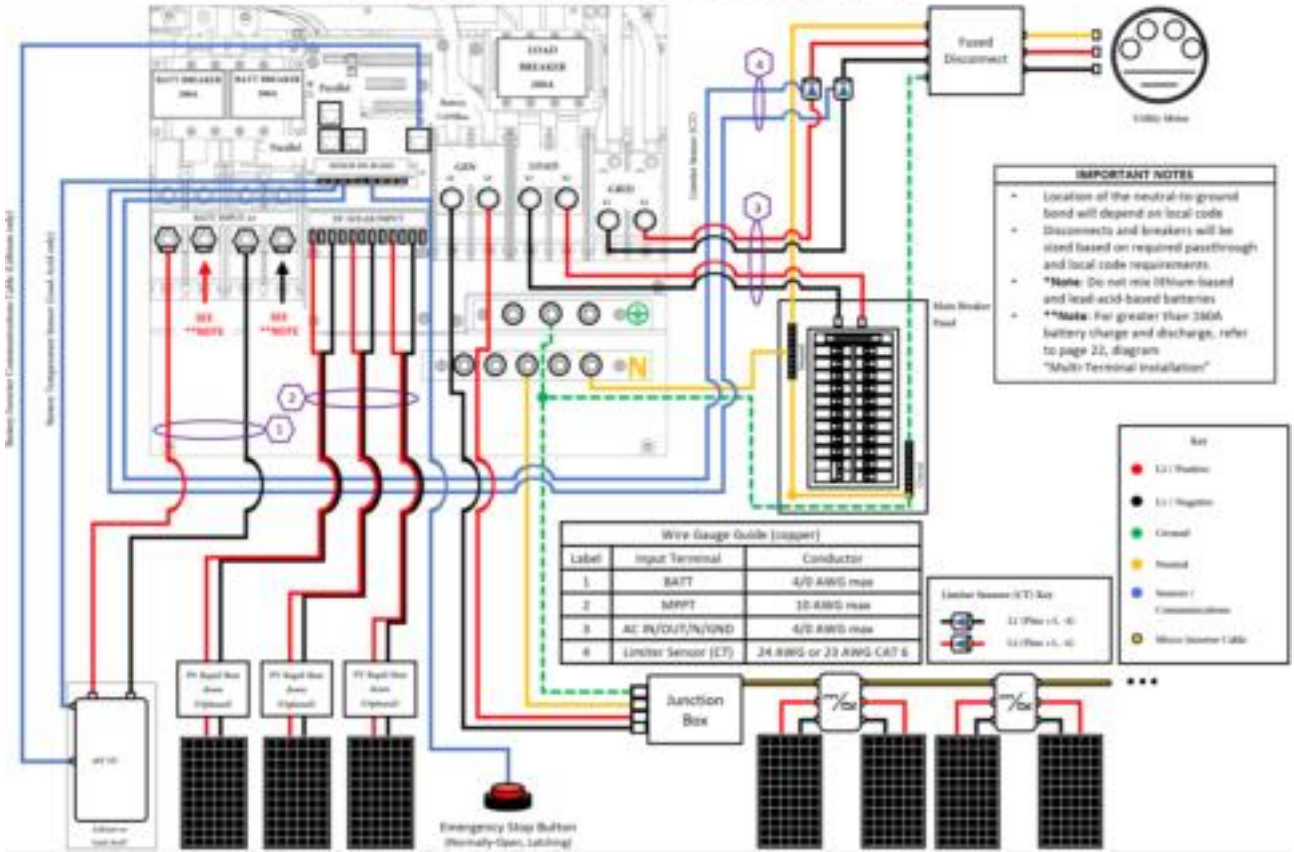 LOAD
BREAKER
200A
BATT BREAKER
200A
BATT BREAKER
200A
Parallel
Parallel
GEN
LOAD
GRID
BATT INPUT
SEE
**NOTE
SEE
**NOTE
N
1
2
3
4
Fused
Disconnect
Utility Meter
Main Breaker
Panel
IMPORTANT NOTES
• Location of the neutral-to-ground
bond will depend on local code
• Disconnects and breakers will be
sized based on required passthrough
and local code requirements
• *Note: Do not mix lithium-based
and lead-acid-based batteries
• **Note: For greater than 160A
battery charge and discharge, refer
to page 22, diagram
"Multi-Terminal Installation"
Key
L2 / Positive
L1 / Negative
Ground
Neutral
Sensors /
Communications
Micro Inverter Cable
Wire Gauge Guide (copper)
Label Input Terminal Conductor
1 BATT 4/0 AWG max
2 MPPT 10 AWG max
3 AC IN/OUT/N/GND 4/0 AWG max
4 Limiter Sensor (CT) 24 AWG or 23 AWG CAT 6
Limiter Sensor (CT) Key
Junction
Box
Emergency Stop Button
(Normally-Open, Latching)